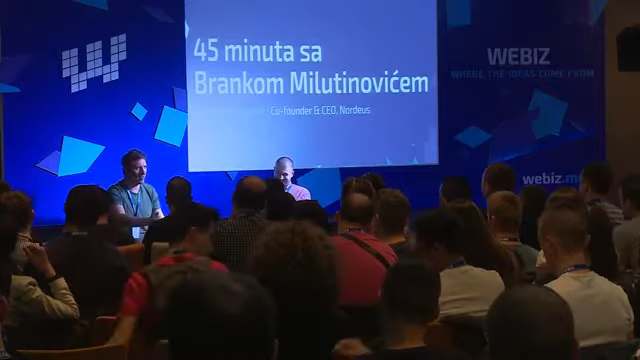 45 minuta sa
Brankom Milutinovićem
Co-founder & CEO, Nordeus
WEBIZ
WHERE THE IDEAS COME FROM
webiz.me